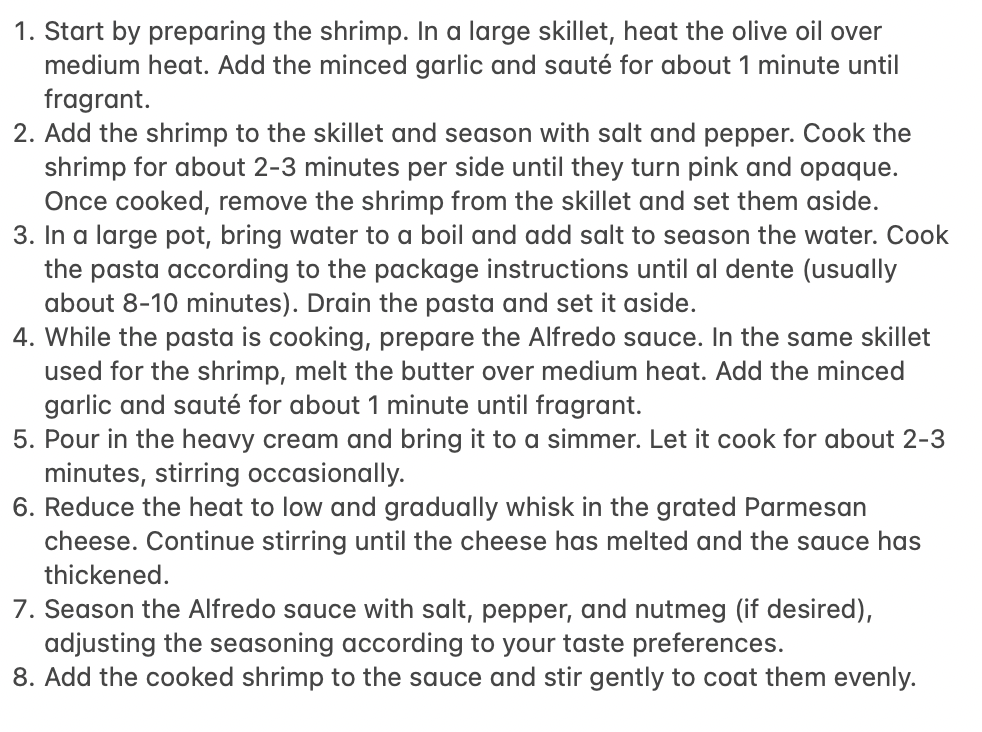 1. Start by preparing the shrimp. In a large skillet, heat the olive oil over
medium heat. Add the minced garlic and sauté for about 1 minute until
fragrant.
2. Add the shrimp to the skillet and season with salt and pepper. Cook the
shrimp for about 2-3 minutes per side until they turn pink and opaque.
Once cooked, remove the shrimp from the skillet and set them aside.
3. In a large pot, bring water to a boil and add salt to season the water. Cook
the pasta according to the package instructions until al dente (usually
about 8-10 minutes). Drain the pasta and set it aside.
4. While the pasta is cooking, prepare the Alfredo sauce. In the same skillet
used for the shrimp, melt the butter over medium heat. Add the minced
garlic and sauté for about 1 minute until fragrant.
5. Pour in the heavy cream and bring it to a simmer. Let it cook for about 2-3
minutes, stirring occasionally.
6. Reduce the heat to low and gradually whisk in the grated Parmesan
cheese. Continue stirring until the cheese has melted and the sauce has
thickened.
7. Season the Alfredo sauce with salt, pepper, and nutmeg (if desired),
adjusting the seasoning according to your taste preferences.
8. Add the cooked shrimp to the sauce and stir gently to coat them evenly.